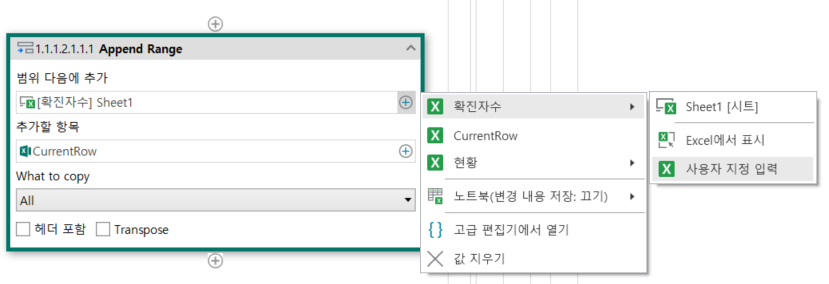 1.1.1.2.1.1.1 Append Range
범위 다음에 추가
[확진자수] Sheet1
추가할 항목
CurrentRow
What to copy
All
헤더 포함
Transpose
확진자수
CurrentRow
현황
노트북(변경 내용 저장: 끄기)
고급 편집기에서 열기
값 지우기
Sheet1 [시트]
Excel에서 표시
사용자 지정 입력